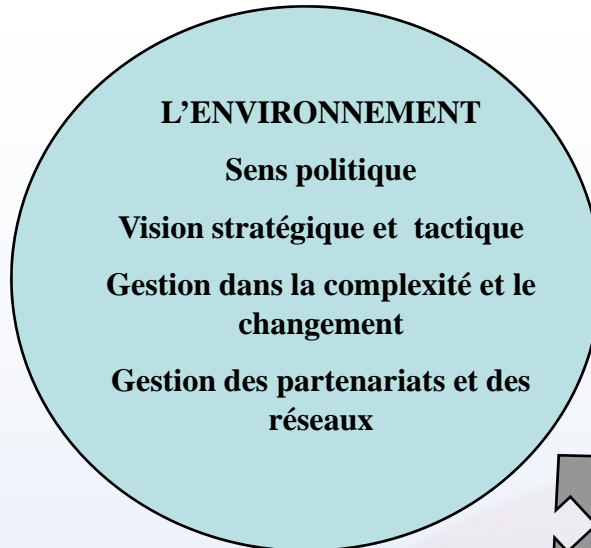 L’ENVIRONNEMENT
Sens politique
Vision stratégique et tactique
Gestion dans la complexité et le
changement
Gestion des partenariats et des
réseaux